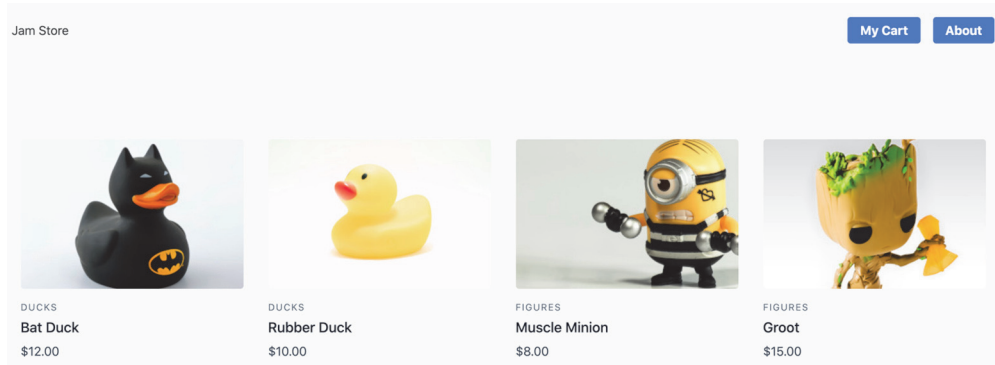 Jam Store
My Cart
About
DUCKS
Bat Duck
$12.00
DUCKS
Rubber Duck
$10.00
FIGURES
Muscle Minion
$8.00
FIGURES
Groot
$15.00